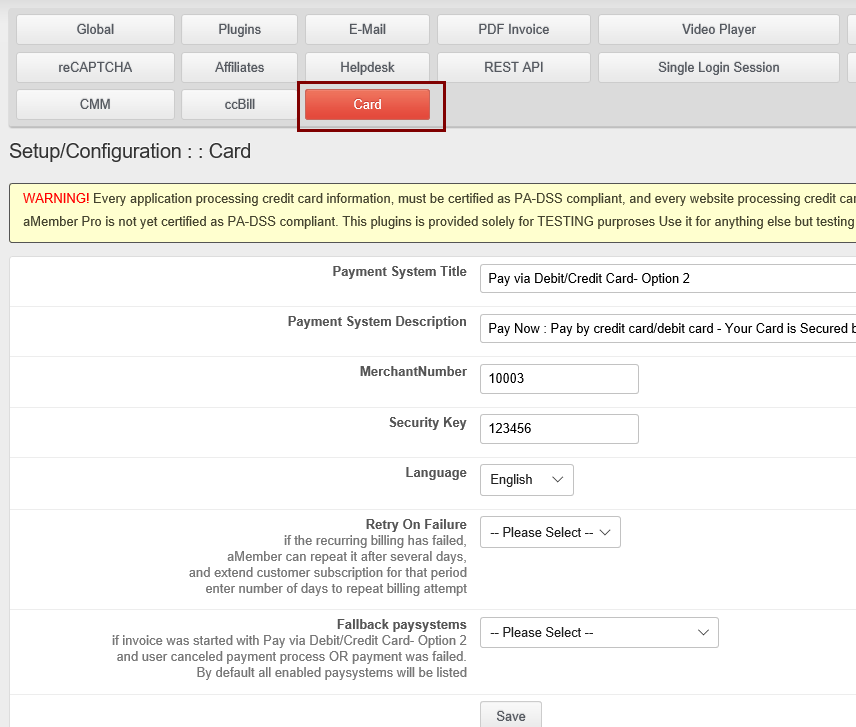 Global Plugins E-Mail PDF Invoice Video Player
reCAPTCHA Affiliates Helpdesk REST API Single Login Session
CMM ccBill Card
Setup/Configuration : : Card
WARNING! Every application processing credit card information, must be certified as PA-DSS compliant, and every website processing credit
aMember Pro is not yet certified as PA-DSS compliant. This plugins is provided solely for TESTING purproses Use it for anything else but testing
Payment System Title
Pay via Debit/Credit Card- Option 2
Payment System Description
Pay Now : Pay by credit card/debit card - Your Card is Secured
MerchantNumber
10003
Security Key
123456
Language
English
Retry On Failure
if the recurring billing has failed,
aMember can repeat it after several days,
and extend customer subscription for that period
enter number of days to repeat billing attempt
-- Please Select --
Fallback paysystems
if invoice was started with Pay via Debit/Credit Card- Option 2
and user canceled payment process OR payment was failed.
By default all enabled paysystems will be listed
-- Please Select --
Save